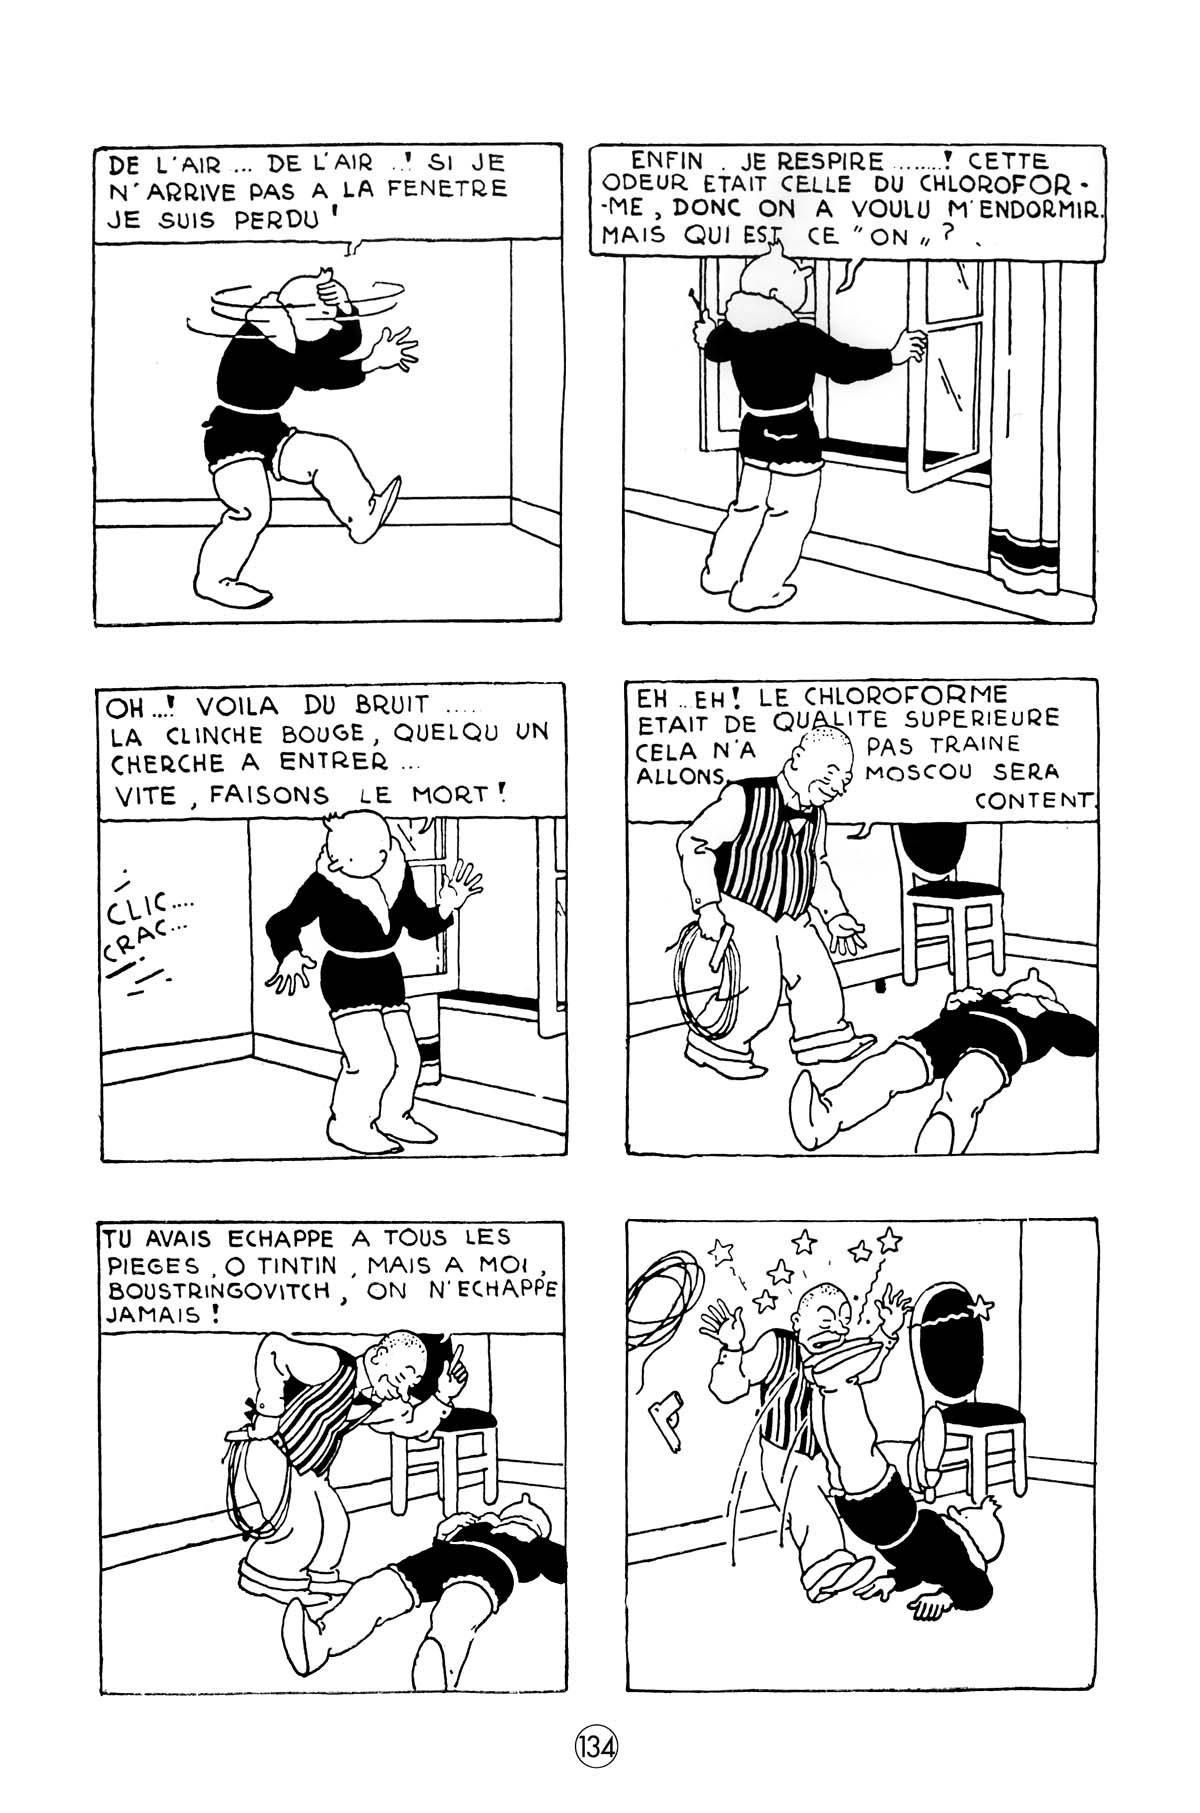 DE L'AIR ... DE L'AIR ..! SI JE
N'ARRIVE PAS A LA FENETRE
JE SUIS PERDU !
ENFIN . JE RESPIRE ........! CETTE
ODEUR ETAIT CELLE DU CHLOROFOR-
-ME, DONC ON A VOULU M'ENDORMIR.
MAIS QUI EST CE "ON" ? .
OH ...! VOILA DU BRUIT .....
LA CLINCHE BOUGE, QUELQU UN
CHERCHE A ENTRER ...
VITE, FAISONS LE MORT !
CLIC....
CRAC...
EH ...EH! LE CHLOROFORME
ETAIT DE QUALITE SUPERIEURE
CELA N'A PAS TRAINE
ALLONS. MOSCOU SERA
CONTENT.
TU AVAIS ECHAPPE A TOUS LES
PIEGES, O TINTIN, MAIS A MOI,
BOUSTRINGOVITCH, ON N'ECHAPPE
JAMAIS !
134